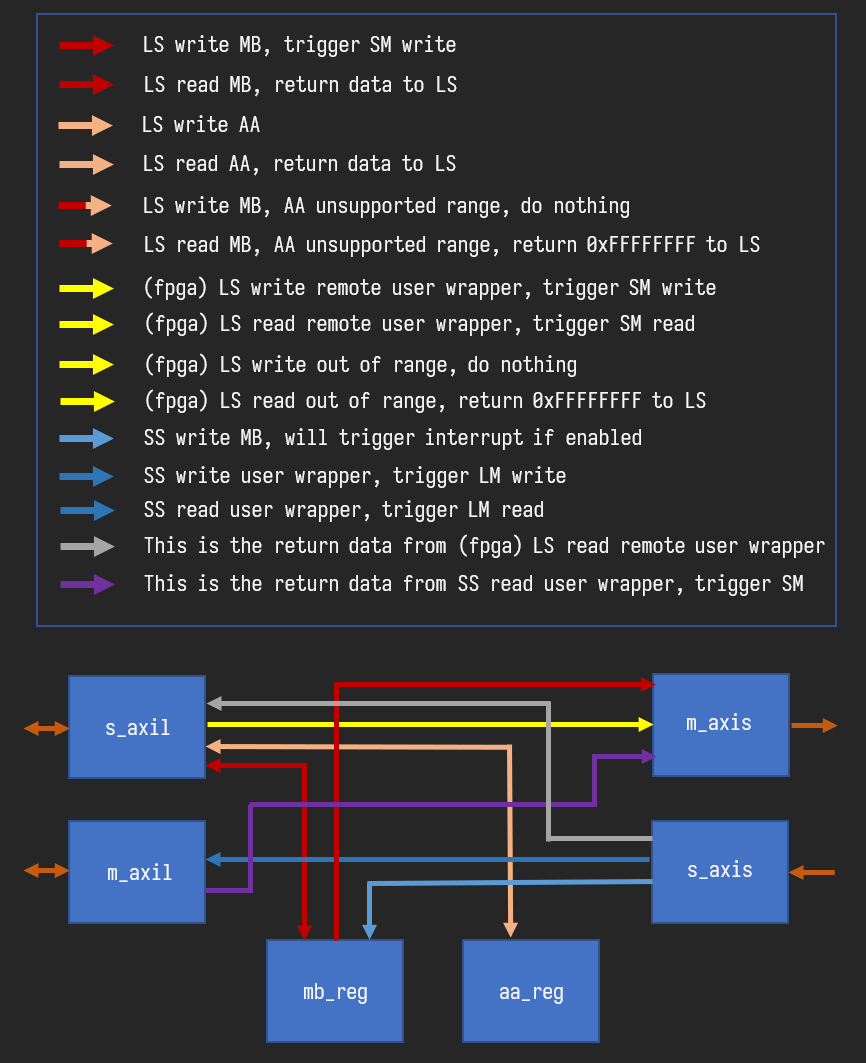 LS write MB, trigger SM write
LS read MB, return data to LS
LS write AA
LS read AA, return data to LS
LS write MB, AA unsupported range, do nothing
LS read MB, AA unsupported range, return 0xFFFFFFFF to LS
(fpga) LS write remote user wrapper, trigger SM write
(fpga) LS read remote user wrapper, trigger SM read
(fpga) LS write out of range, do nothing
(fpga) LS read out of range, return 0xFFFFFFFF to LS
SS write MB, will trigger interrupt if enabled
SS write user wrapper, trigger LM write
SS read user wrapper, trigger LM read
This is the return data from (fpga) LS read remote user wrapper
This is the return data from SS read user wrapper, trigger SM
s_axil
m_axis
m_axil
s_axis
mb_reg
aa_reg